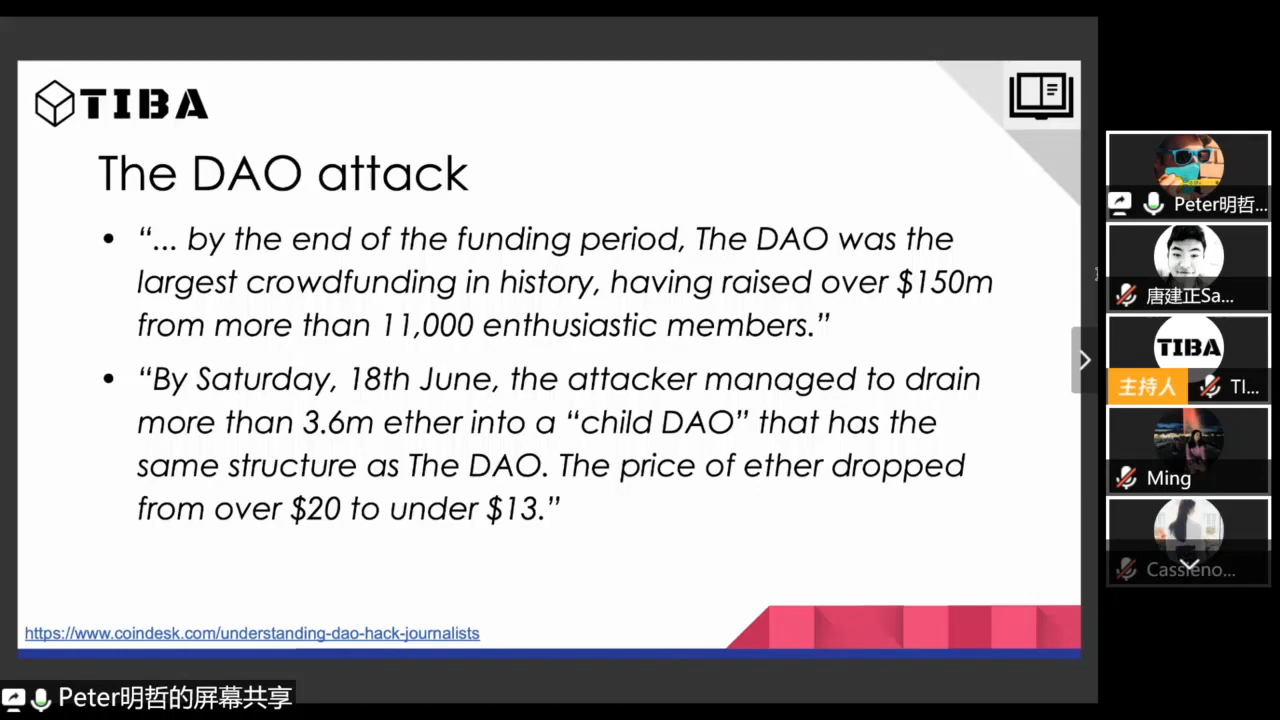 TIBA
The DAO attack
• “... by the end of the funding period, The DAO was the
largest crowdfunding in history, having raised over $150m
from more than 11,000 enthusiastic members.”
• “By Saturday, 18th June, the attacker managed to drain
more than 3.6m ether into a “child DAO” that has the
same structure as The DAO. The price of ether dropped
from over $20 to under $13.”
https://www.coindesk.com/understanding-dao-hack-journalists
Peter明哲的屏幕共享
Peter明哲...
唐建正Sa...
TIBA
主持人 TI...
Ming
Cassieno...